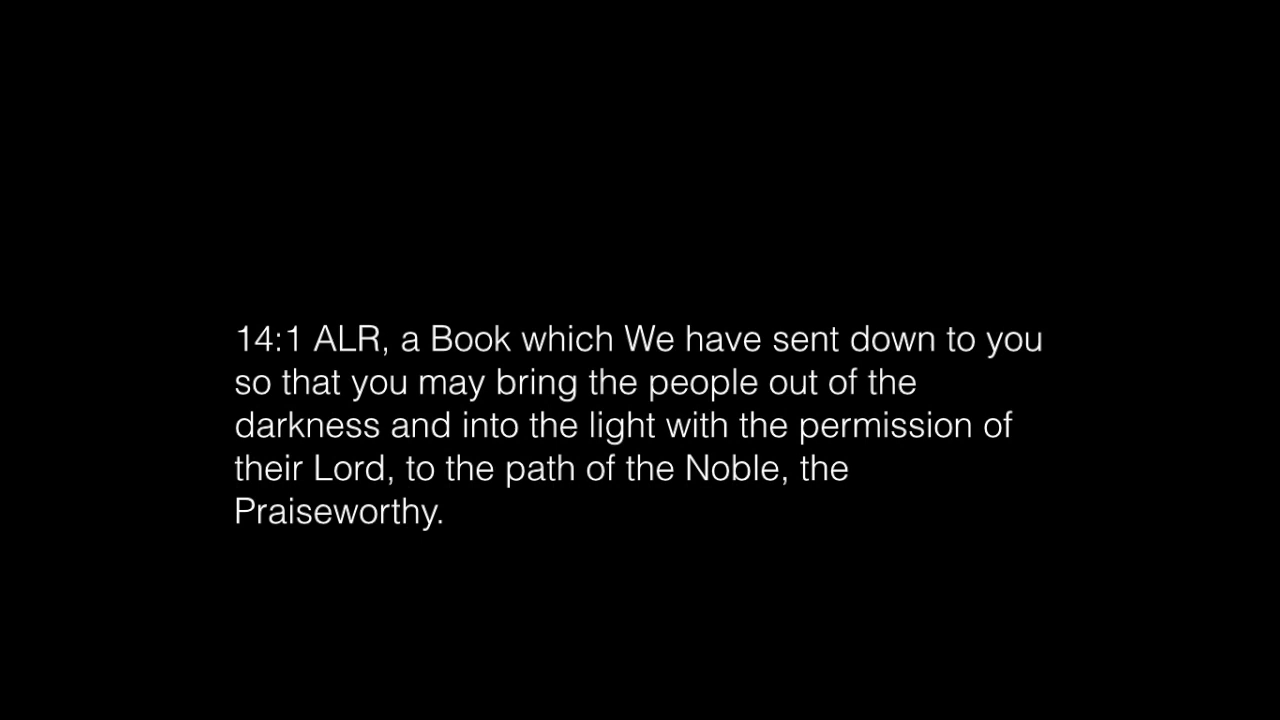 14:1 ALR, a Book which We have sent down to you
so that you may bring the people out of the
darkness and into the light with the permission of
their Lord, to the path of the Noble, the
Praiseworthy.